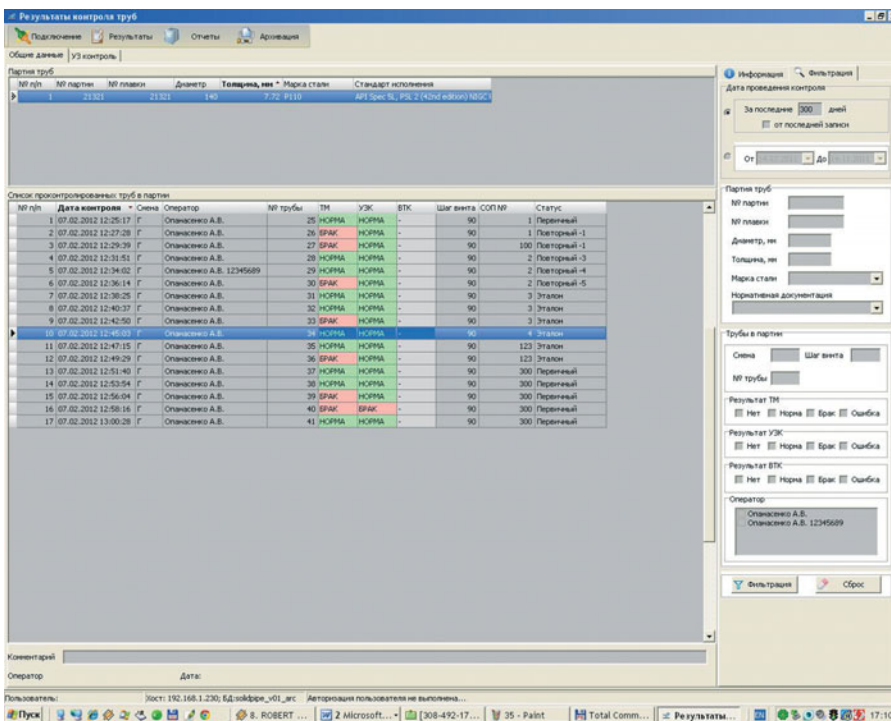 Результаты контроля труб
Подключение Результаты Отчеты Архивация
Общие данные УЗ контроль
Партия труб
№ п/п № партии № плавки Диаметр Толщина, мм Марка стали Стандарт исполнения
1 21321 21321 140 7.72 P110 API Spec 5L, PSL 2 (42nd edition)
Список проконтролированных труб в партии
№ п/п Дата контроля Смена Оператор № трубы ТМ УЗК ВТК Шаг винта СОП № Статус
1 07.02.2012 12:25:17 Г Опанасенко А.В. 25 НОРМА НОРМА - 90 1 Первичный
2 07.02.2012 12:27:28 Г Опанасенко А.В. 26 БРАК НОРМА - 90 1 Повторный -1
3 07.02.2012 12:29:39 Г Опанасенко А.В. 27 БРАК НОРМА - 90 100 Повторный -1
4 07.02.2012 12:31:51 Г Опанасенко А.В. 28 НОРМА НОРМА - 90 2 Повторный -3
5 07.02.2012 12:34:02 Г Опанасенко А.В. 12345689 29 НОРМА НОРМА - 90 2 Повторный -4
6 07.02.2012 12:36:14 Г Опанасенко А.В. 30 БРАК НОРМА - 90 2 Повторный -5
7 07.02.2012 12:38:25 Г Опанасенко А.В. 31 НОРМА НОРМА - 90 3 Эталон
8 07.02.2012 12:40:37 Г Опанасенко А.В. 32 НОРМА НОРМА - 90 3 Эталон
9 07.02.2012 12:42:50 Г Опанасенко А.В. 33 БРАК НОРМА - 90 3 Эталон
10 07.02.2012 12:45:03 Г Опанасенко А.В. 34 НОРМА НОРМА - 90 4 Эталон
11 07.02.2012 12:47:15 Г Опанасенко А.В. 35 НОРМА НОРМА - 90 123 Эталон
12 07.02.2012 12:49:29 Г Опанасенко А.В. 36 БРАК НОРМА - 90 123 Эталон
13 07.02.2012 12:51:40 Г Опанасенко А.В. 37 НОРМА НОРМА - 90 300 Первичный
14 07.02.2012 12:53:54 Г Опанасенко А.В. 38 НОРМА НОРМА - 90 300 Первичный
15 07.02.2012 12:56:04 Г Опанасенко А.В. 39 БРАК НОРМА - 90 300 Первичный
16 07.02.2012 12:58:16 Г Опанасенко А.В. 40 БРАК БРАК - 90 300 Первичный
17 07.02.2012 13:00:28 Г Опанасенко А.В. 41 НОРМА НОРМА - 90 300 Первичный
Комментарий
Оператор Дата:
Информация Фильтрация
Дата проведения контроля
За последние 300 дней
от последней записи
От До
Партия труб
№ партии
№ плавки
Диаметр, мм
Толщина, мм
Марка стали
Нормативная документация
Трубы в партии
Смена Шаг винта
№ трубы
Результат ТМ
Нет Норма Брак Ошибка
Результат УЗК
Нет Норма Брак Ошибка
Результат ВТК
Нет Норма Брак Ошибка
Оператор
Опанасенко А.В.
Опанасенко А.В. 12345689
Фильтрация Сброс
Пользователь: Хост: 192.168.1.230; БД:solidpipe_v01_arc Авторизация пользователя не выполнена...
Пуск 8. ROBERT ... 2 Microsoft... [308-492-17... 35 - Paint Total Comm... Результаты...